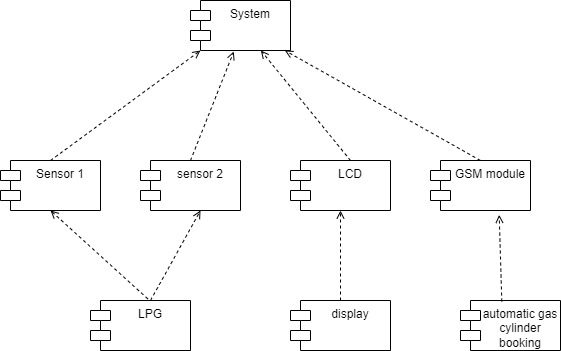 System
Sensor 1
sensor 2
LCD
GSM module
LPG
display
automatic gas
cylinder
booking